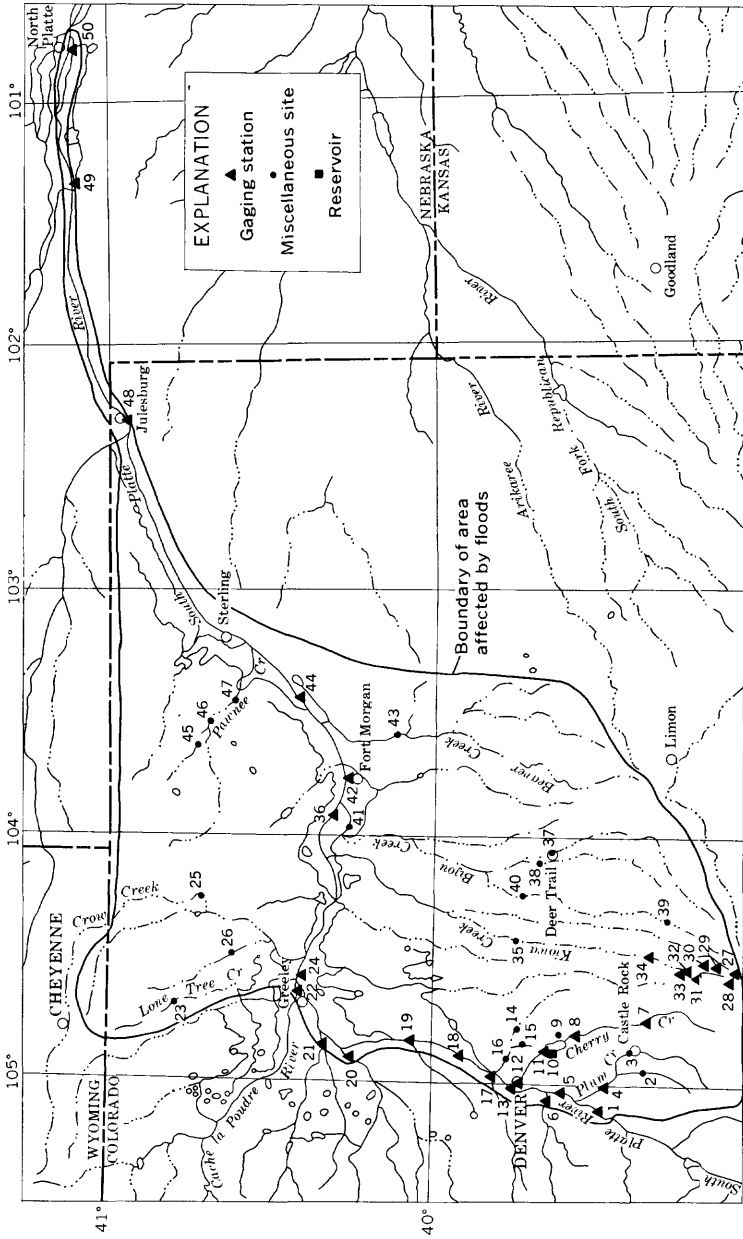 105°
104°
103°
102°
101°
41°
40°
WYOMING
COLORADO
CHEYENNE
Crow
Creek
25
26
Lone Tree Cr
23
Cache la Poudre River
Greeley
22
24
21
20
19
18
17
16
14
15
13
12
DENVER
11
10
9
8
Cherry
Cr
7
6
5
Plum Cr
4
Castle Rock
3
2
1
South
Platte
River
45
46
47
Pawnee
Cr
Sterling
South
Platte
River
48
Julesburg
49
North
Platte
50
44
43
Fort Morgan
42
41
36
Beaver
Creek
Bijou
Creek
Kiowa
Creek
35
40
38
37
Deer Trail
39
34
33
32
31
30
29
28
27
Limon
Boundary of area
affected by floods
Arikaree
River
South
Fork
Republican
River
NEBRASKA
KANSAS
Goodland
EXPLANATION
Gaging station
Miscellaneous site
Reservoir